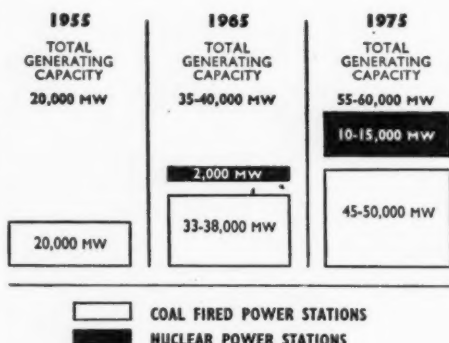 1955
TOTAL
GENERATING
CAPACITY
20,000 MW
20,000 MW
1965
TOTAL
GENERATING
CAPACITY
35-40,000 MW
2,000 MW
33-38,000 MW
1975
TOTAL
GENERATING
CAPACITY
55-60,000 MW
10-15,000 MW
45-50,000 MW
COAL FIRED POWER STATIONS
NUCLEAR POWER STATIONS